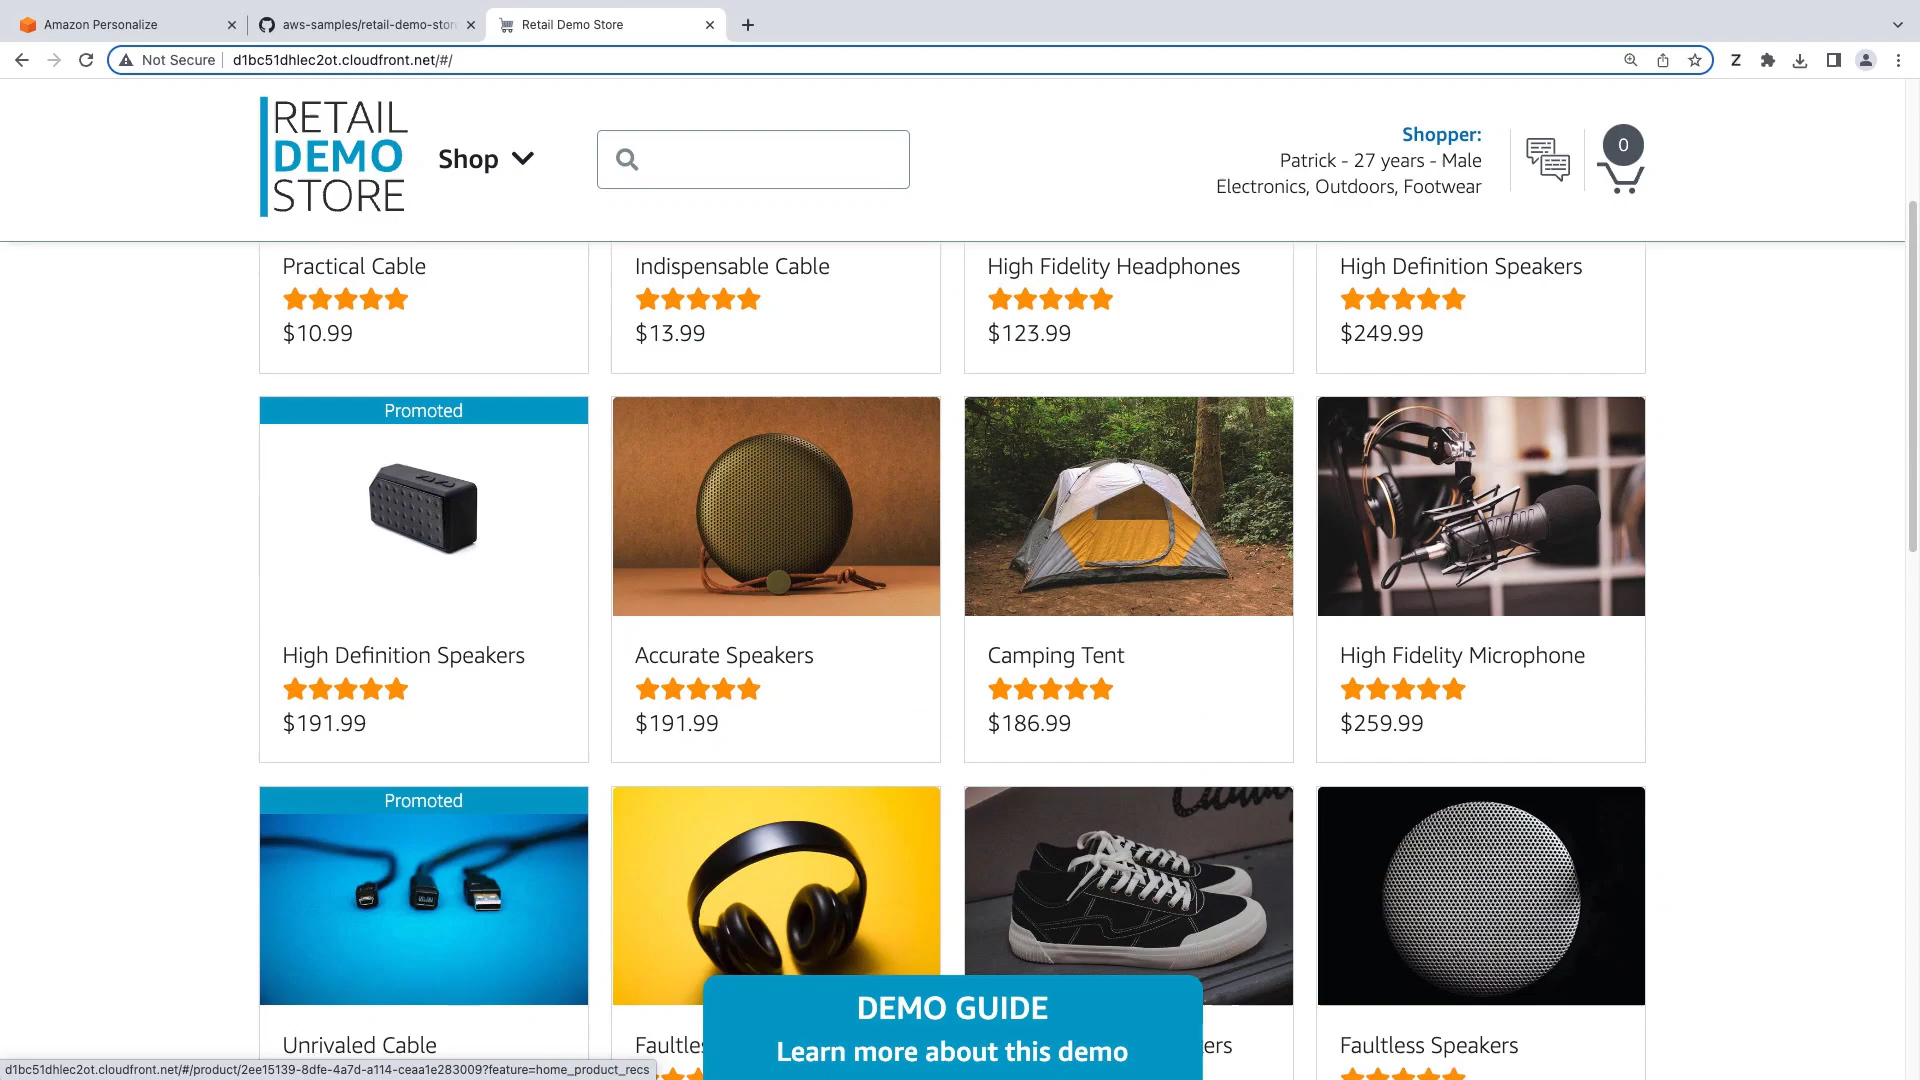 Amazon Personalize
aws-samples/retail-demo-stor
Retail Demo Store
Not Secure
d1bc51dhlec2ot.cloudfront.net/#/
Z
RETAIL
DEMO
STORE
Shop
Shopper:
Patrick - 27 years - Male
Electronics, Outdoors, Footwear
0
Practical Cable
Indispensable Cable
High Fidelity Headphones
High Definition Speakers
$10.99
$13.99
$123.99
$249.99
Promoted
High Definition Speakers
Accurate Speakers
Camping Tent
High Fidelity Microphone
$191.99
$191.99
$186.99
$259.99
Promoted
Unrivaled Cable
Faultle
ers
Faultless Speakers
DEMO GUIDE
Learn more about this demo
d1bc51dhlec2ot.cloudfront.net/#/product/2ee15139-8dfe-4a7d-a114-ceaa1e283009?feature=home_product_recs